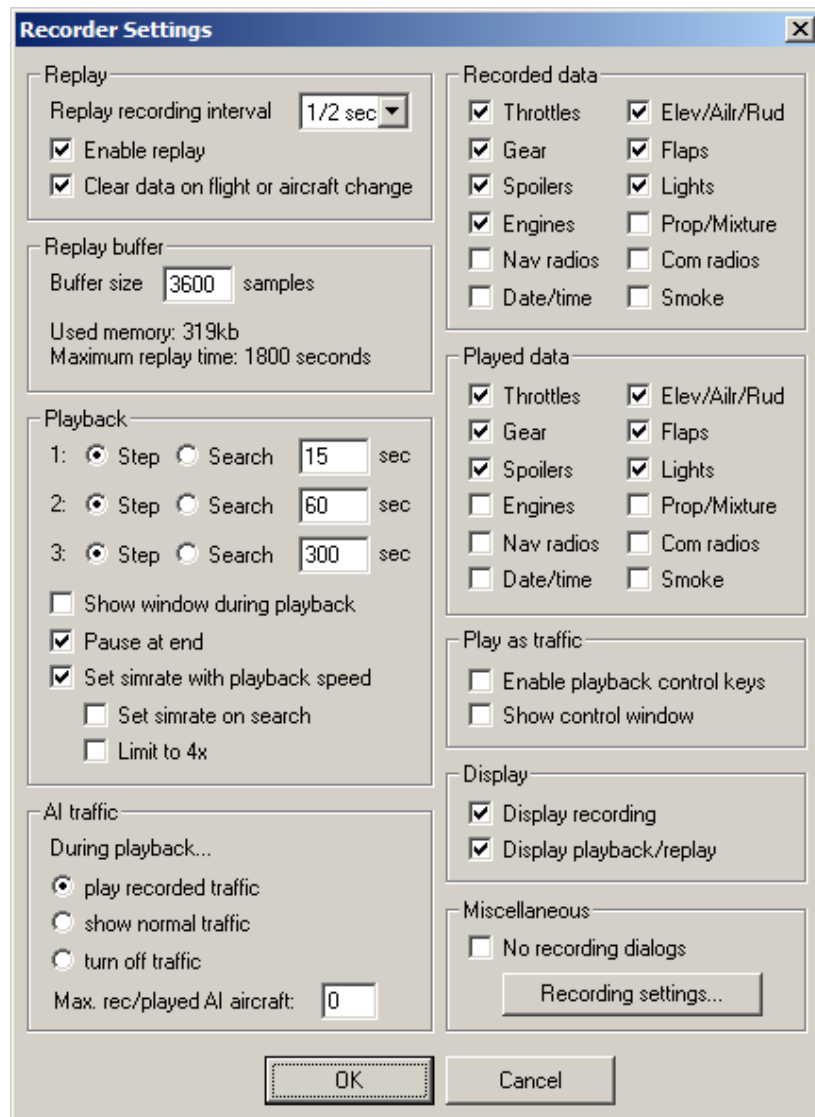 Recorder Settings
Replay
Replay recording interval 1/2 sec
Enable replay
Clear data on flight or aircraft change
Replay buffer
Buffer size 3600 samples
Used memory: 319kb
Maximum replay time: 1800 seconds
Playback
1: Step Search 15 sec
2: Step Search 60 sec
3: Step Search 300 sec
Show window during playback
Pause at end
Set simrate with playback speed
Set simrate on search
Limit to 4x
AI traffic
During playback...
play recorded traffic
show normal traffic
turn off traffic
Max. rec/played AI aircraft: 0
Recorded data
Throttles Elev/Ailr/Rud
Gear Flaps
Spoilers Lights
Engines Prop/Mixture
Nav radios Com radios
Date/time Smoke
Played data
Throttles Elev/Ailr/Rud
Gear Flaps
Spoilers Lights
Engines Prop/Mixture
Nav radios Com radios
Date/time Smoke
Play as traffic
Enable playback control keys
Show control window
Display
Display recording
Display playback/replay
Miscellaneous
No recording dialogs
Recording settings...
OK Cancel